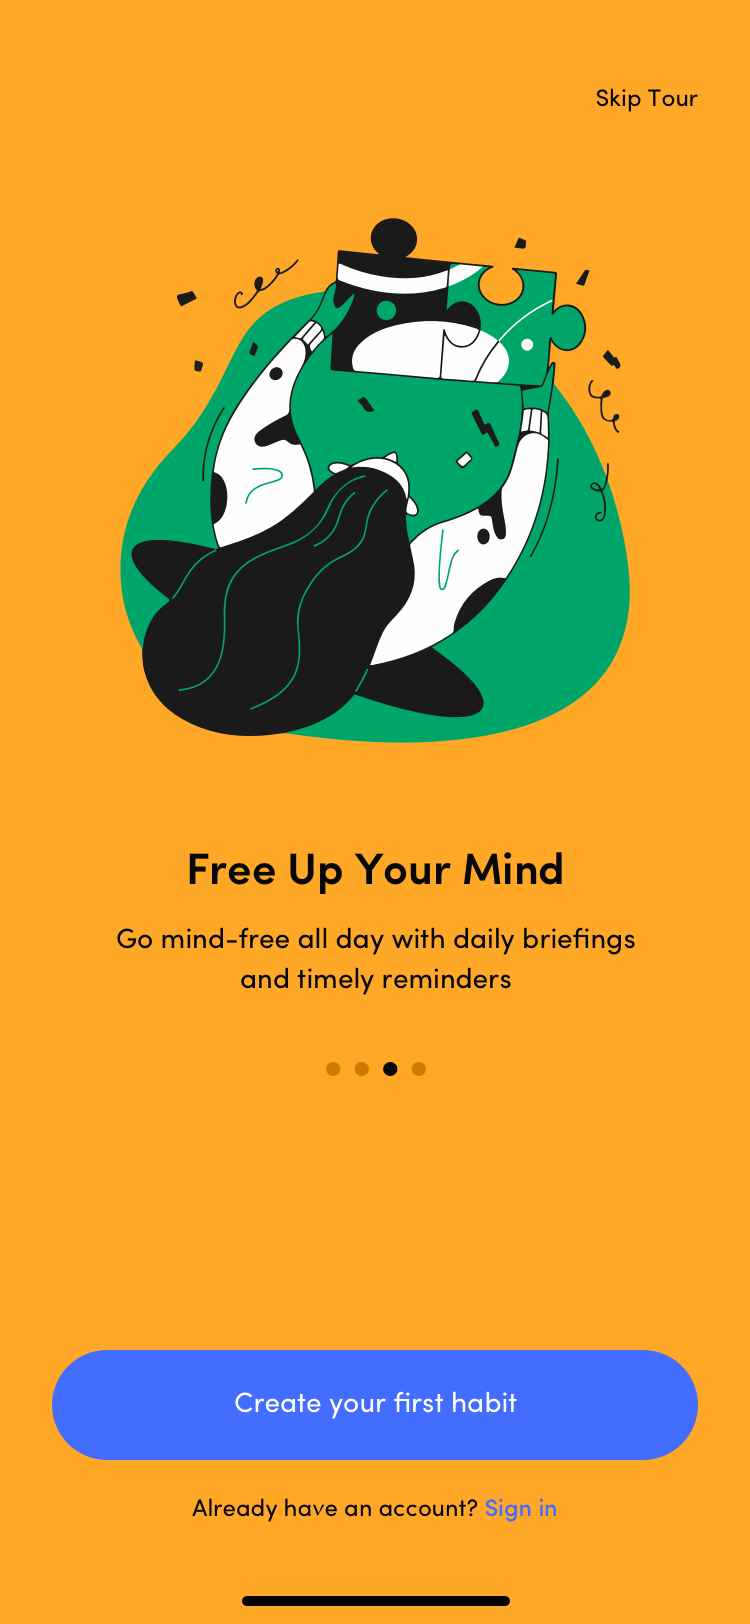 Skip Tour
Free Up Your Mind
Go mind-free all day with daily briefings
and timely reminders
Create your first habit
Already have an account? Sign in